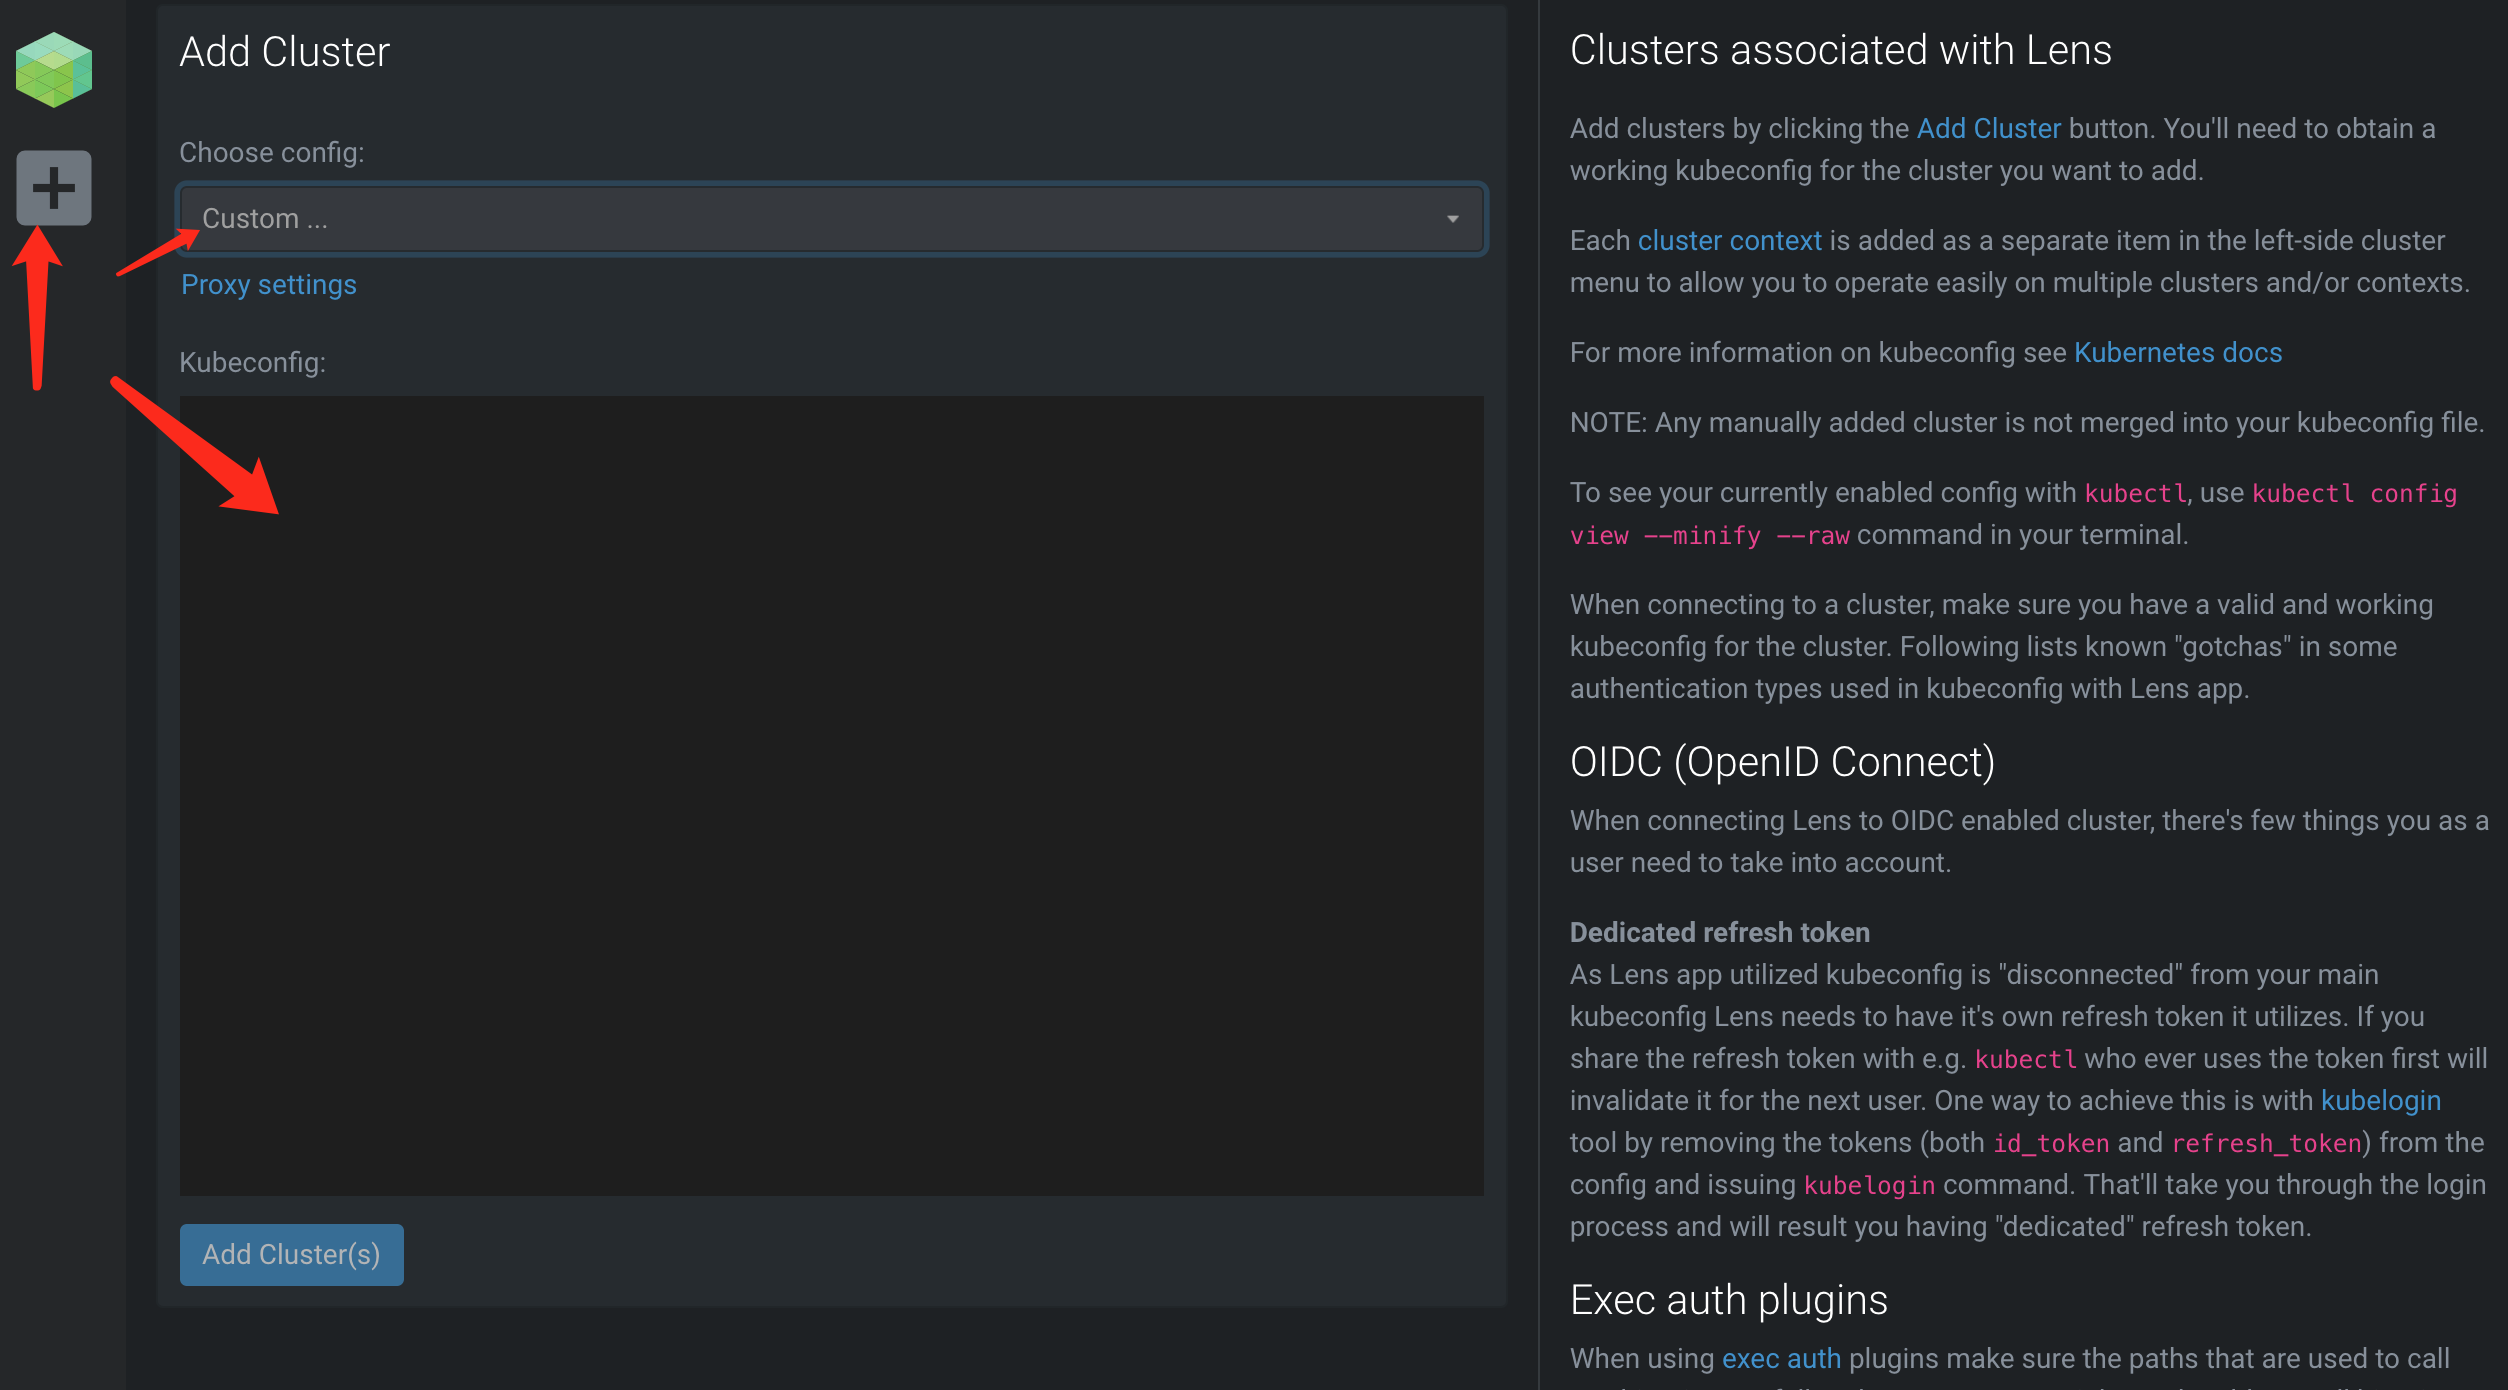 Add Cluster
Choose config:
Custom ...
Proxy settings
Kubeconfig:
Add Cluster(s)
Clusters associated with Lens
Add clusters by clicking the Add Cluster button. You'll need to obtain a
working kubeconfig for the cluster you want to add.
Each cluster context is added as a separate item in the left-side cluster
menu to allow you to operate easily on multiple clusters and/or contexts.
For more information on kubeconfig see Kubernetes docs
NOTE: Any manually added cluster is not merged into your kubeconfig file.
To see your currently enabled config with kubectl, use kubectl config
view --minify --raw command in your terminal.
When connecting to a cluster, make sure you have a valid and working
kubeconfig for the cluster. Following lists known "gotchas" in some
authentication types used in kubeconfig with Lens app.
OIDC (OpenID Connect)
When connecting Lens to OIDC enabled cluster, there's few things you as a
user need to take into account.
Dedicated refresh token
As Lens app utilized kubeconfig is "disconnected" from your main
kubeconfig Lens needs to have it's own refresh token it utilizes. If you
share the refresh token with e.g. kubectl who ever uses the token first will
invalidate it for the next user. One way to achieve this is with kubelogin
tool by removing the tokens (both id_token and refresh_token) from the
config and issuing kubelogin command. That'll take you through the login
process and will result you having "dedicated" refresh token.
Exec auth plugins
When using exec auth plugins make sure the paths that are used to call